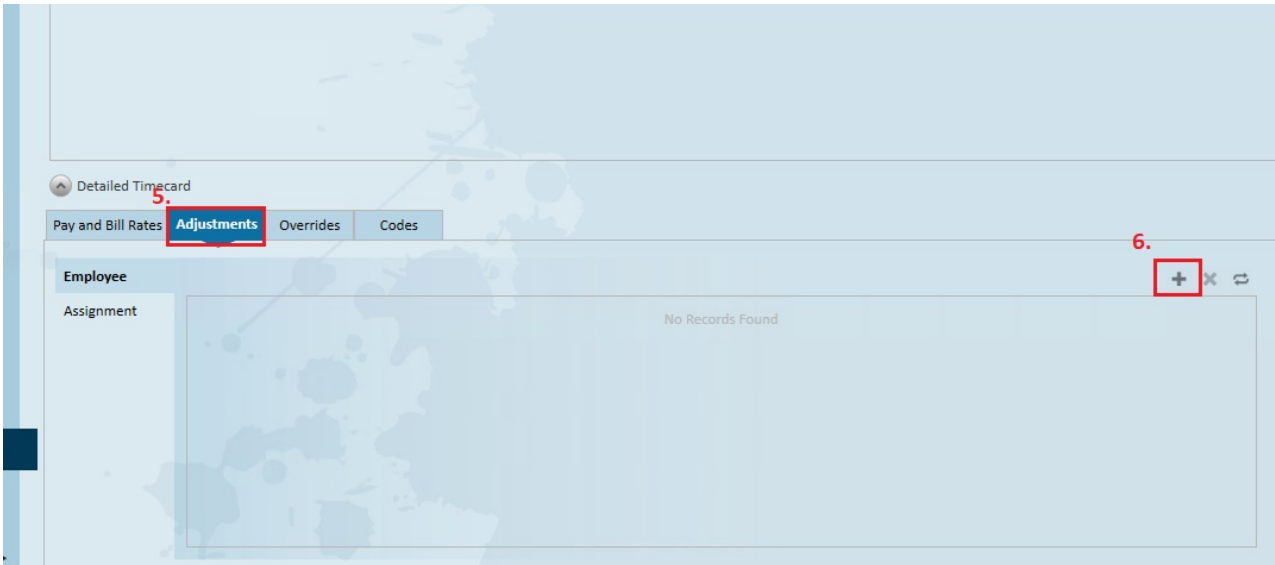 Detailed Timecard
5.
Pay and Bill Rates Adjustments Overrides Codes
6.
Employee
Assignment
No Records Found